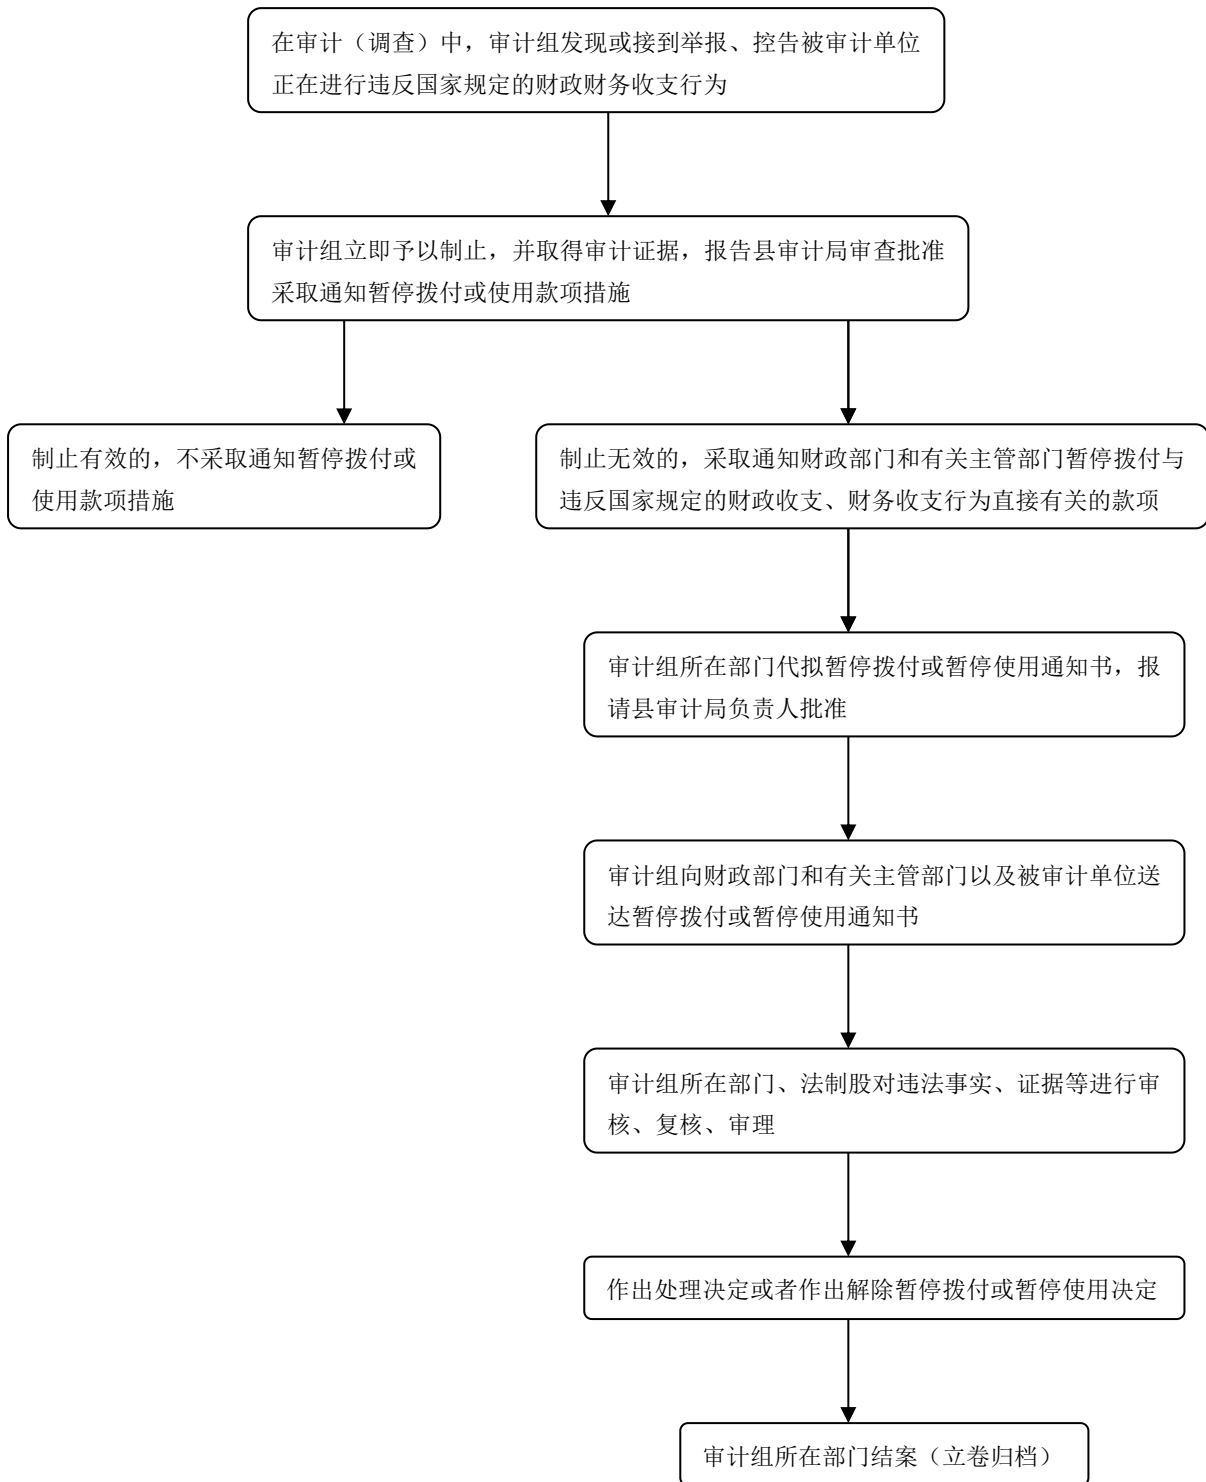 在审计（调查）中，审计组发现或接到举报、控告被审计单位
正在进行违反国家规定的财政财务收支行为
审计组立即予以制止，并取得审计证据，报告县审计局审查批准
采取通知暂停拨付或使用款项措施
制止有效的，不采取通知暂停拨付或
使用款项措施
制止无效的，采取通知财政部门和有关主管部门暂停拨付与
违反国家规定的财政收支、财务收支行为直接有关的款项
审计组所在部门代拟暂停拨付或暂停使用通知书，报
请县审计局负责人批准
审计组向财政部门和有关主管部门以及被审计单位送
达暂停拨付或暂停使用通知书
审计组所在部门、法制股对违法事实、证据等进行审
核、复核、审理
作出处理决定或者作出解除暂停拨付或暂停使用决定
审计组所在部门结案（立卷归档）